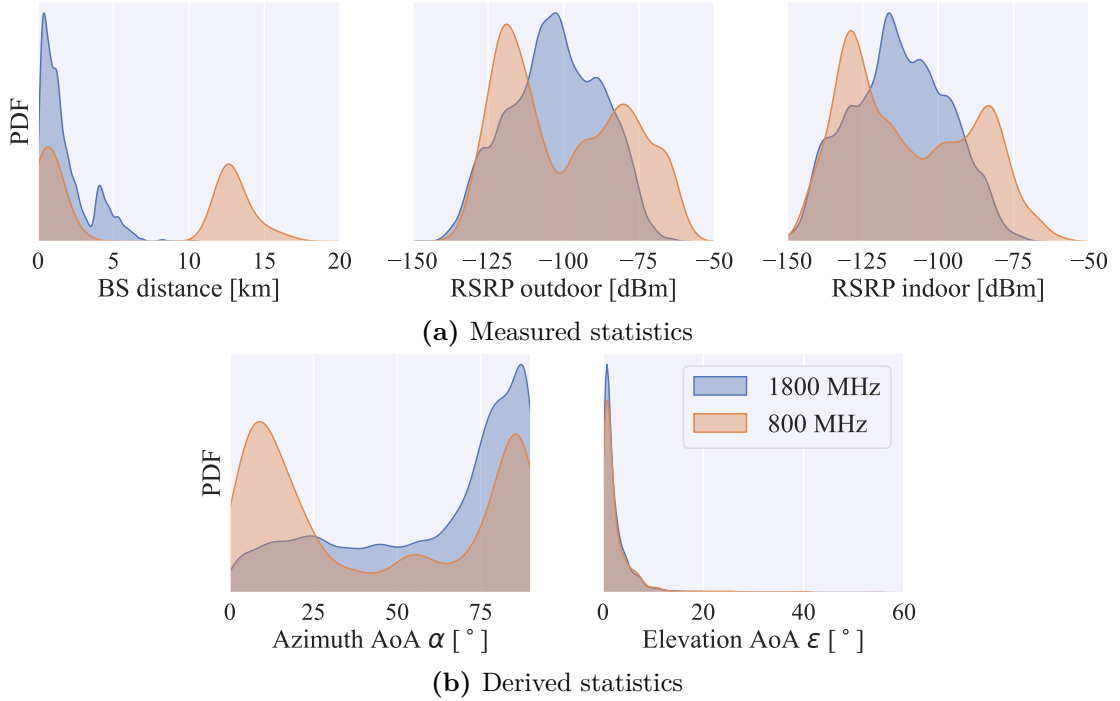 PDF
0 5 10 15 20 −150 −125 −100 −75 −50 −150 −125 −100 −75 −50
BS distance [km] RSRP outdoor [dBm] RSRP indoor [dBm]
(a) Measured statistics
1800 MHz
800 MHz
PDF
0 25 50 75 0 20 40 60
Azimuth AoA α [°] Elevation AoA ε [°]
(b) Derived statistics